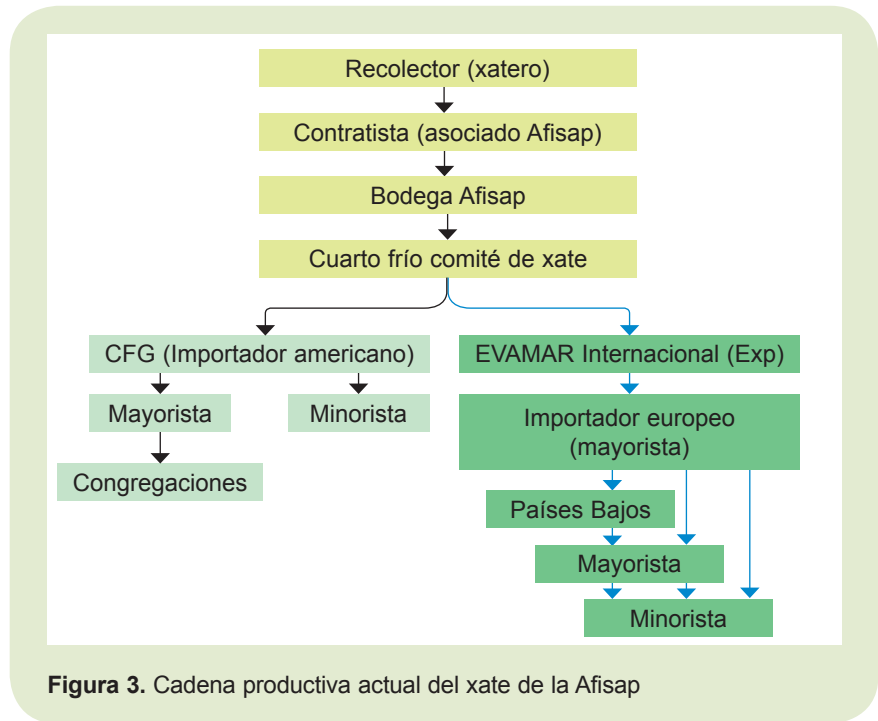 Recolector (xatero)
Contratista (asociado Afisap)
Bodega Afisap
Cuarto frío comité de xate
CFG (Importador americano)
EVAMAR Internacional (Exp)
Mayorista
Minorista
Importador europeo
(mayorista)
Congregaciones
Países Bajos
Mayorista
Minorista
Figura 3. Cadena productiva actual del xate de la Afisap